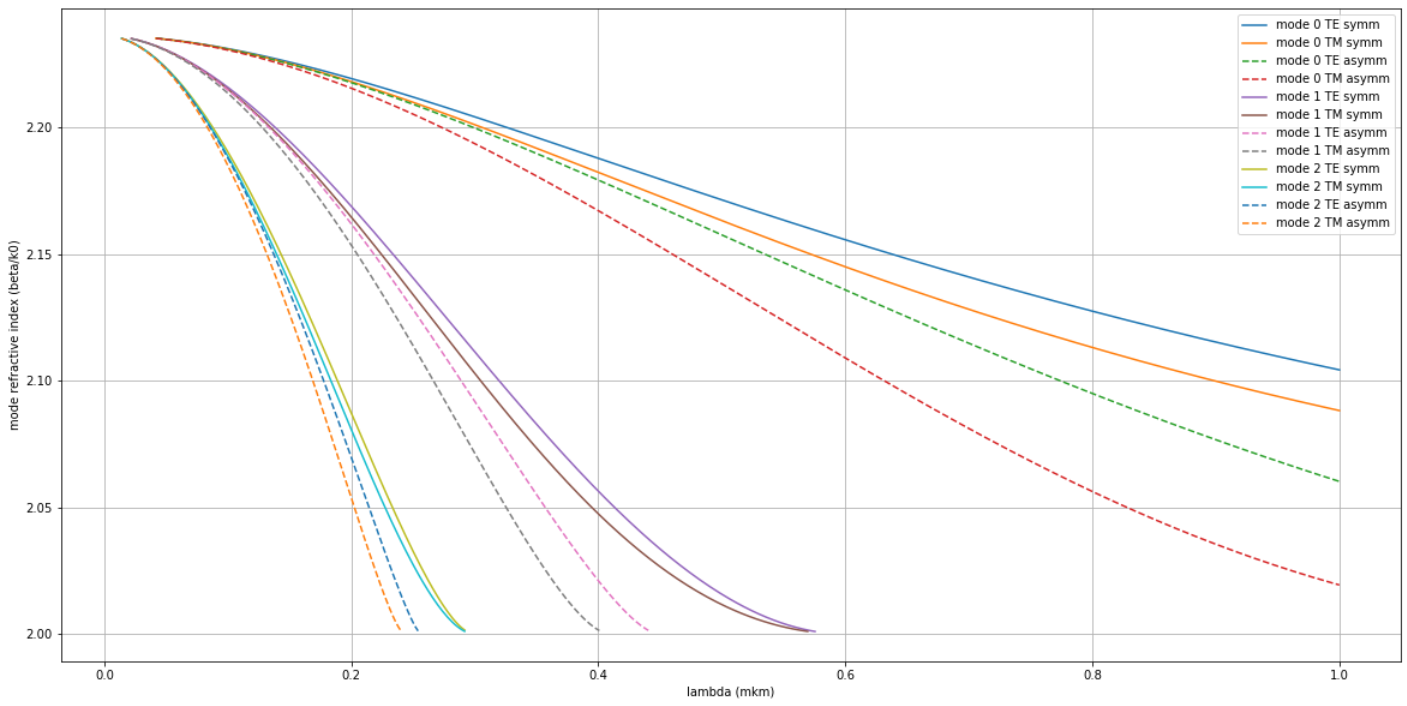 mode refractive index (beta/k0)
2.20
2.15
2.10
2.05
2.00
mode 0 TE symm
mode 0 TM symm
mode 0 TE asymm
mode 0 TM asymm
mode 1 TE symm
mode 1 TM symm
mode 1 TE asymm
mode 1 TM asymm
mode 2 TE symm
mode 2 TM symm
mode 2 TE asymm
mode 2 TM asymm
0.0 0.2 0.4 0.6 0.8 1.0
lambda (mkm)